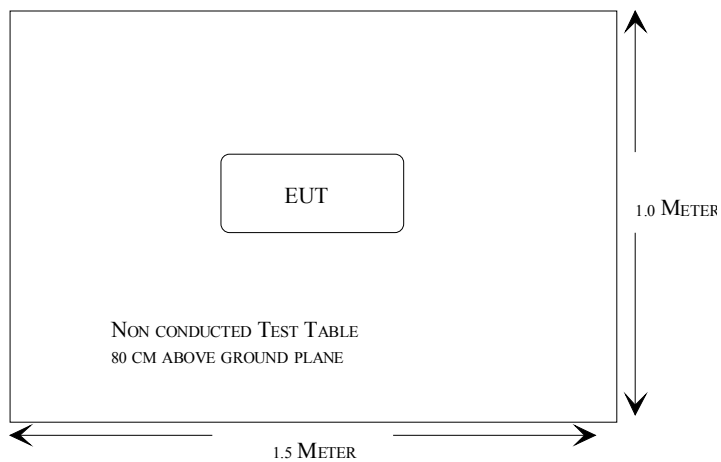 EUT
1.0 METER
NON CONDUCTED TEST TABLE
80 CM ABOVE GROUND PLANE
1.5 METER